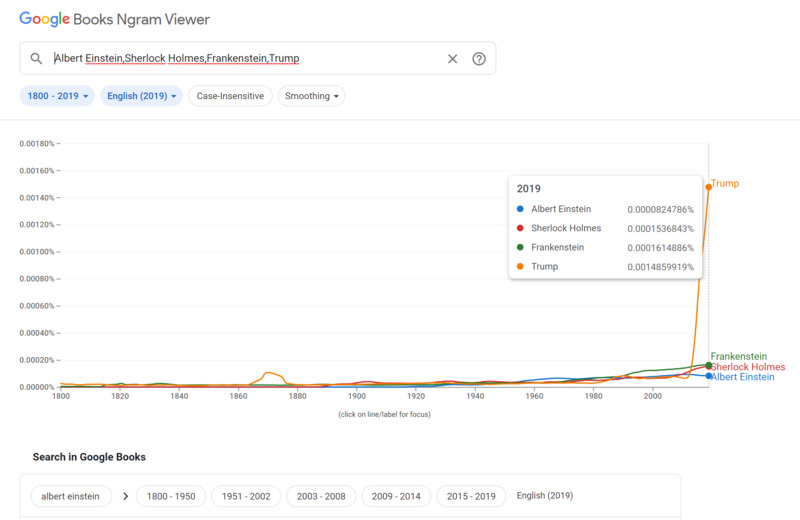 Google Books Ngram Viewer
Albert Einstein,Sherlock Holmes,Frankenstein,Trump
1800 - 2019 English (2019) Case-Insensitive Smoothing
0.00180%
0.00160%
0.00140%
0.00120%
0.00100%
0.00080%
0.00060%
0.00040%
0.00020%
0.00000%
2019
Albert Einstein 0.0000824786%
Sherlock Holmes 0.0001536843%
Frankenstein 0.0001614886%
Trump 0.0014859919%
Trump
Frankenstein
Sherlock Holmes
Albert Einstein
1800 1820 1840 1860 1880 1900 1920 1940 1960 1980 2000
(click on line/label for focus)
Search in Google Books
albert einstein 1800 - 1950 1951 - 2002 2003 - 2008 2009 - 2014 2015 - 2019 English (2019)